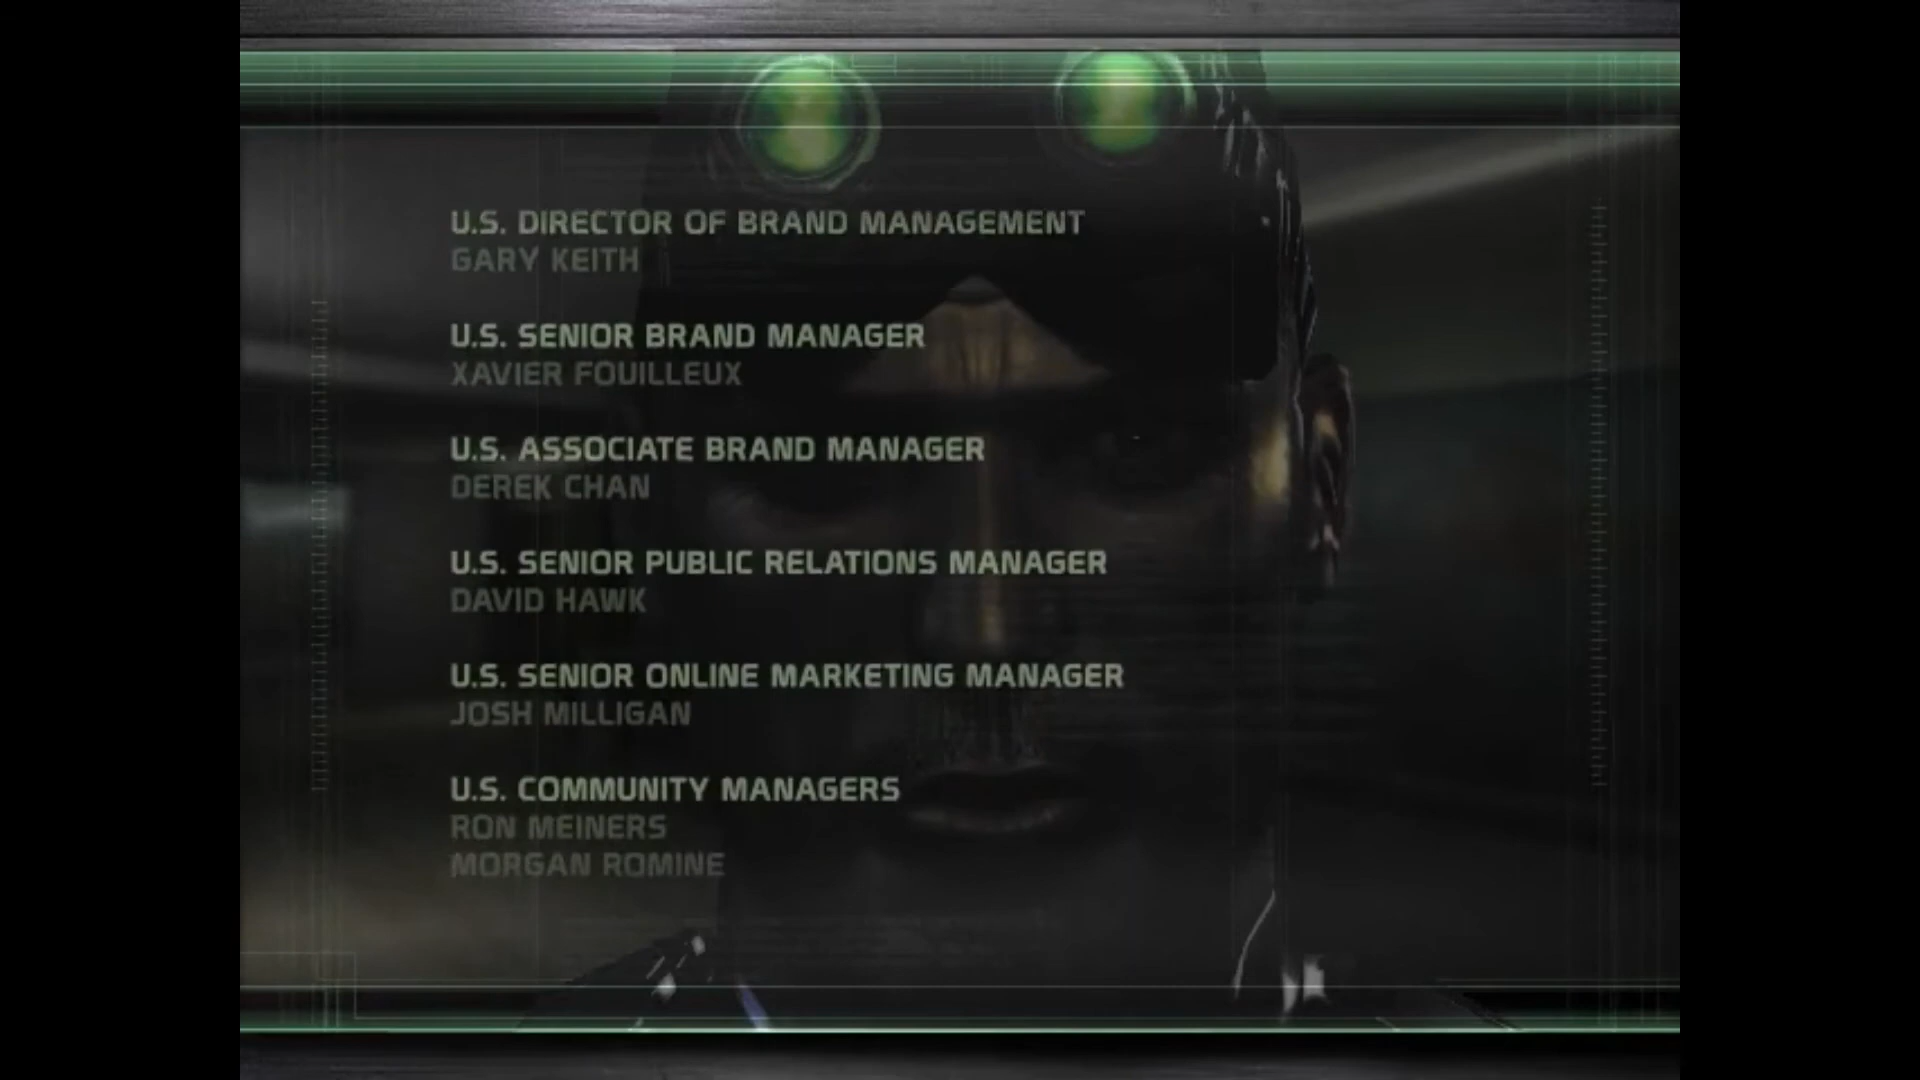 U.S. DIRECTOR OF BRAND MANAGEMENT
GARY KEITH
U.S. SENIOR BRAND MANAGER
XAVIER FOUILLEUX
U.S. ASSOCIATE BRAND MANAGER
DEREK CHAN
U.S. SENIOR PUBLIC RELATIONS MANAGER
DAVID HAWK
U.S. SENIOR ONLINE MARKETING MANAGER
JOSH MILLIGAN
U.S. COMMUNITY MANAGERS
RON MEINERS
MORGAN ROMINE